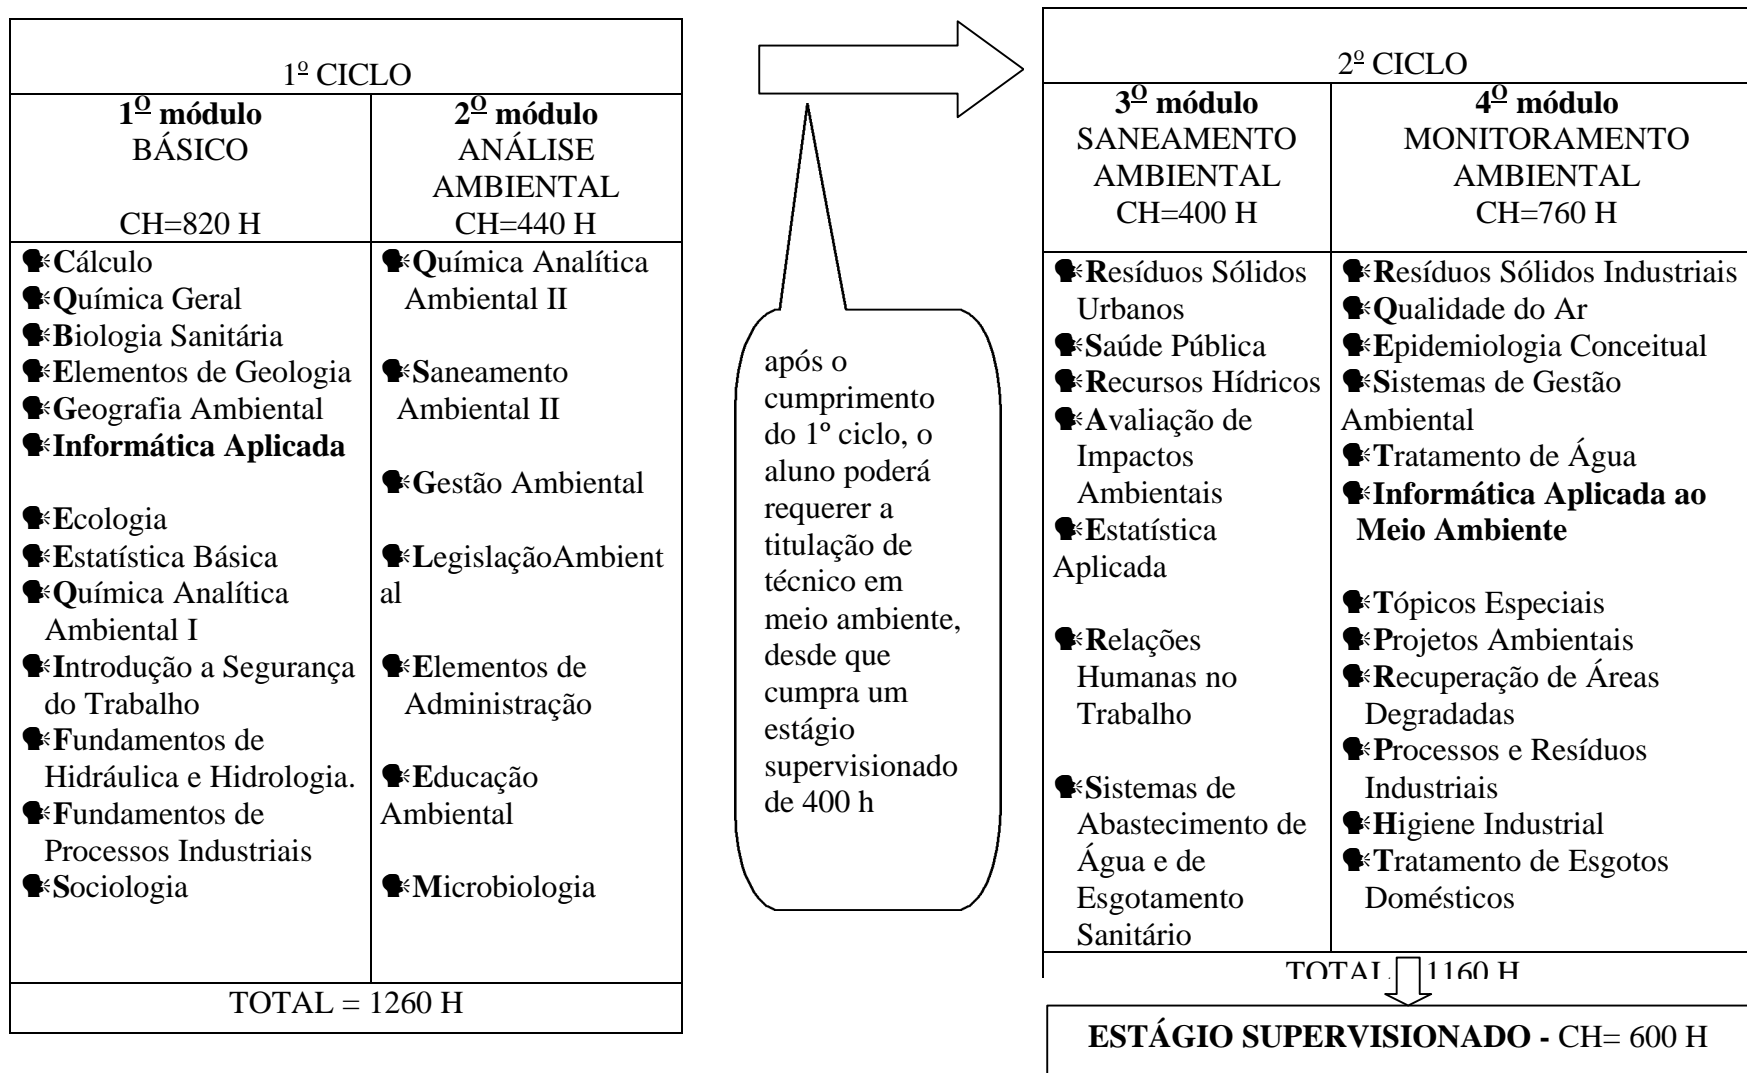 1º CICLO
1º módulo
BÁSICO
CH=820 H
2º módulo
ANÁLISE
AMBIENTAL
CH=440 H
Cálculo
Química Geral
Biologia Sanitária
Elementos de Geologia
Geografia Ambiental
Informática Aplicada
Ecologia
Estatística Básica
Química Analítica
Ambiental I
Introdução a Segurança
do Trabalho
Fundamentos de
Hidráulica e Hidrologia.
Fundamentos de
Processos Industriais
Sociologia
Química Analítica
Ambiental II
Saneamento
Ambiental II
Gestão Ambiental
LegislaçãoAmbient
al
Elementos de
Administração
Educação
Ambiental
Microbiologia
TOTAL = 1260 H
após o
cumprimento
do 1º ciclo, o
aluno poderá
requerer a
titulação de
técnico em
meio ambiente,
desde que
cumpra um
estágio
supervisionado
de 400 h
2º CICLO
3º módulo
SANEAMENTO
AMBIENTAL
CH=400 H
4º módulo
MONITORAMENTO
AMBIENTAL
CH=760 H
Resíduos Sólidos
Urbanos
Saúde Pública
Recursos Hídricos
Avaliação de
Impactos
Ambientais
Estatística
Aplicada
Relações
Humanas no
Trabalho
Sistemas de
Abastecimento de
Água e de
Esgotamento
Sanitário
Resíduos Sólidos Industriais
Qualidade do Ar
Epidemiologia Conceitual
Sistemas de Gestão
Ambiental
Tratamento de Água
Informática Aplicada ao
Meio Ambiente
Tópicos Especiais
Projetos Ambientais
Recuperação de Áreas
Degradadas
Processos e Resíduos
Industriais
Higiene Industrial
Tratamento de Esgotos
Domésticos
TOTAL 1160 H
ESTÁGIO SUPERVISIONADO - CH= 600 H